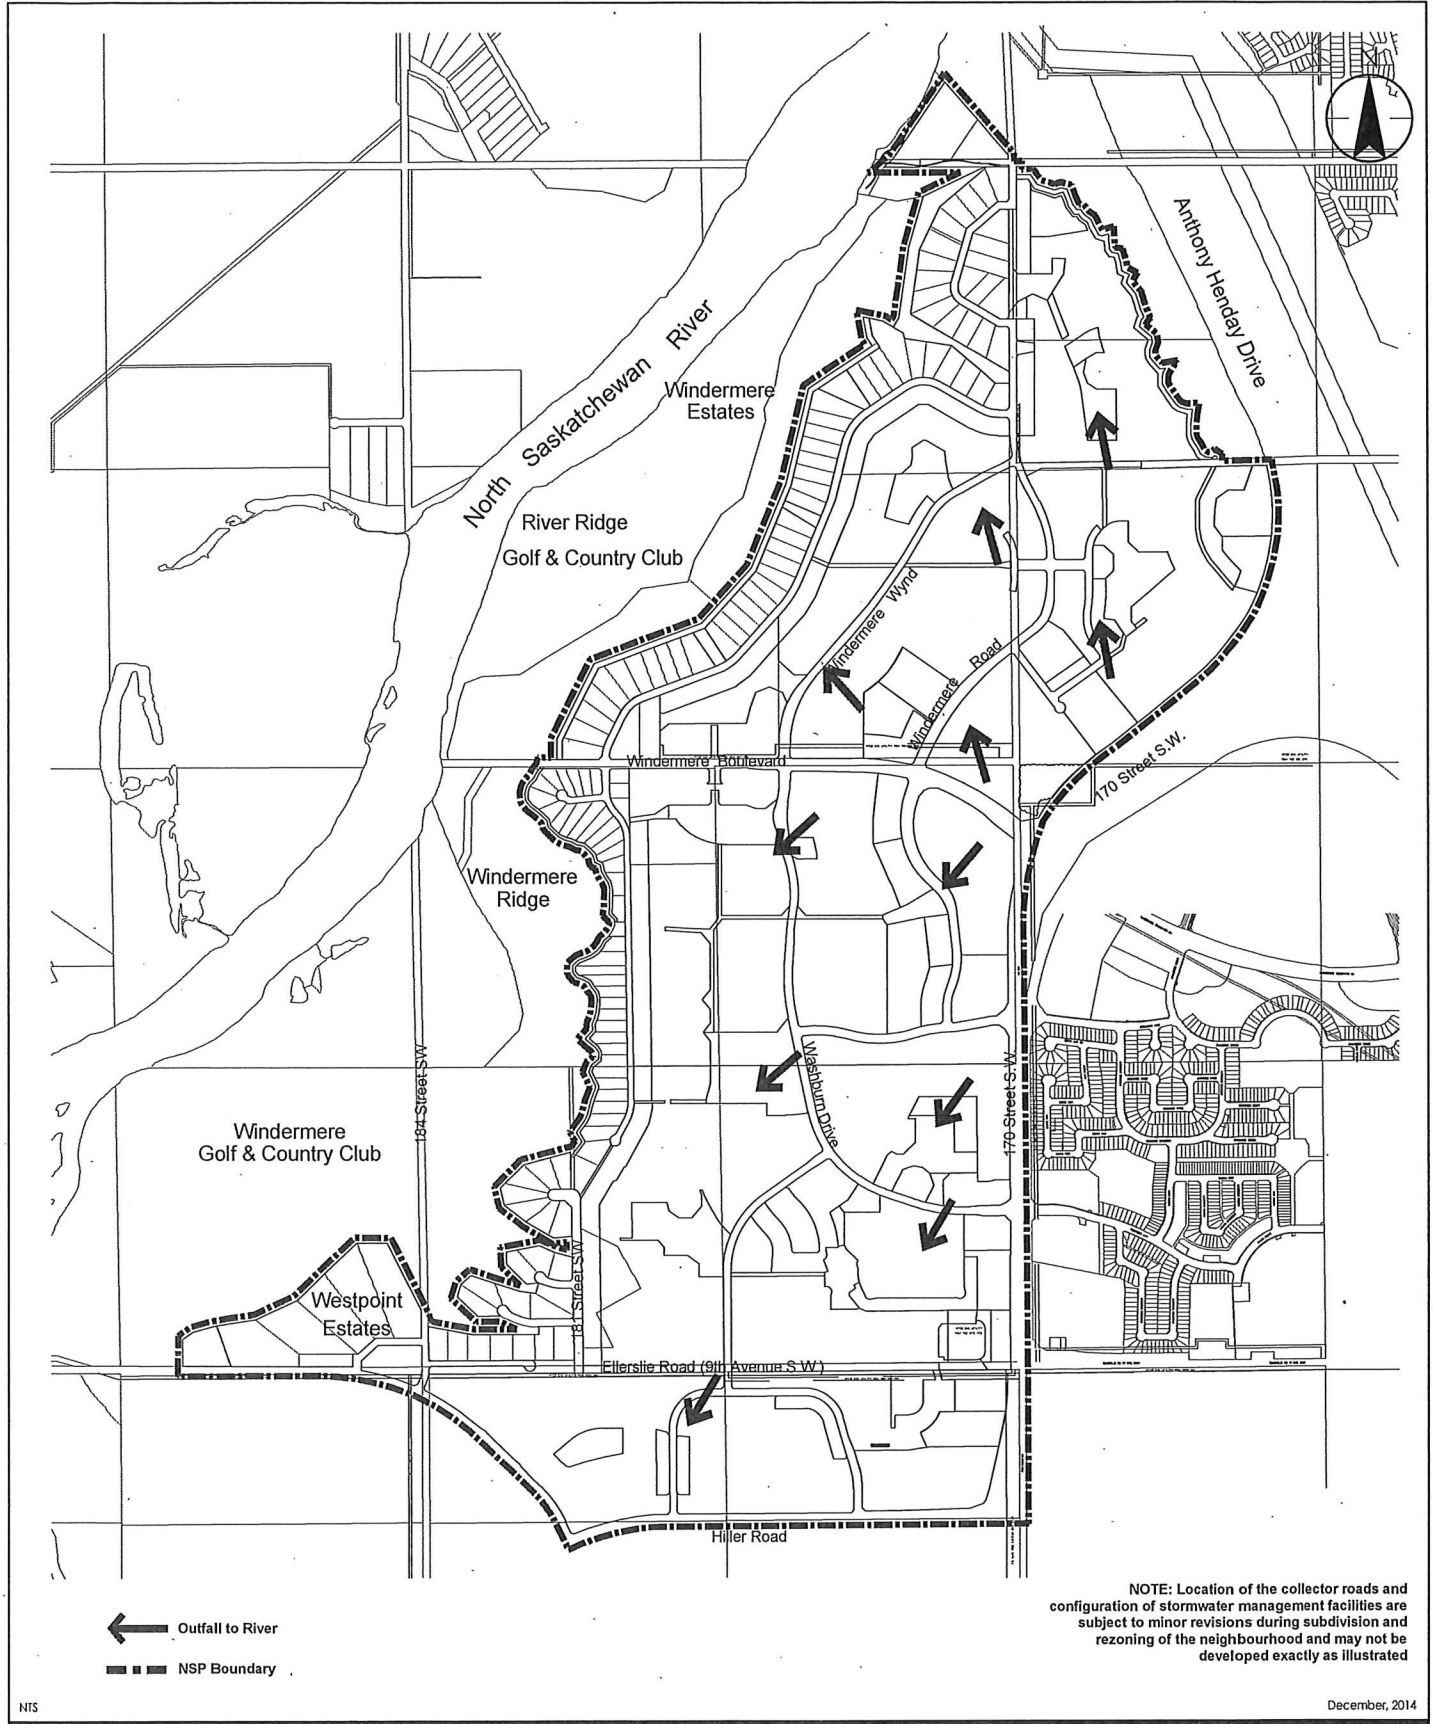 N
Anthony Henday Drive
North Saskatchewan River
Windermere
Estates
River Ridge
Golf & Country Club
Windermere Wynd
Windermere Road
Windermere Boulevard
170 Street S.W.
Windermere
Ridge
184 Street SW
Washburn Drive
170 Street S.W.
Windermere
Golf & Country Club
181 Street SW
Westpoint
Estates
Ellerslie Road (9th Avenue S.W.)
Hiller Road
NOTE: Location of the collector roads and
configuration of stormwater management facilities are
subject to minor revisions during subdivision and
rezoning of the neighbourhood and may not be
developed exactly as illustrated
Outfall to River
NSP Boundary
NTS
December, 2014